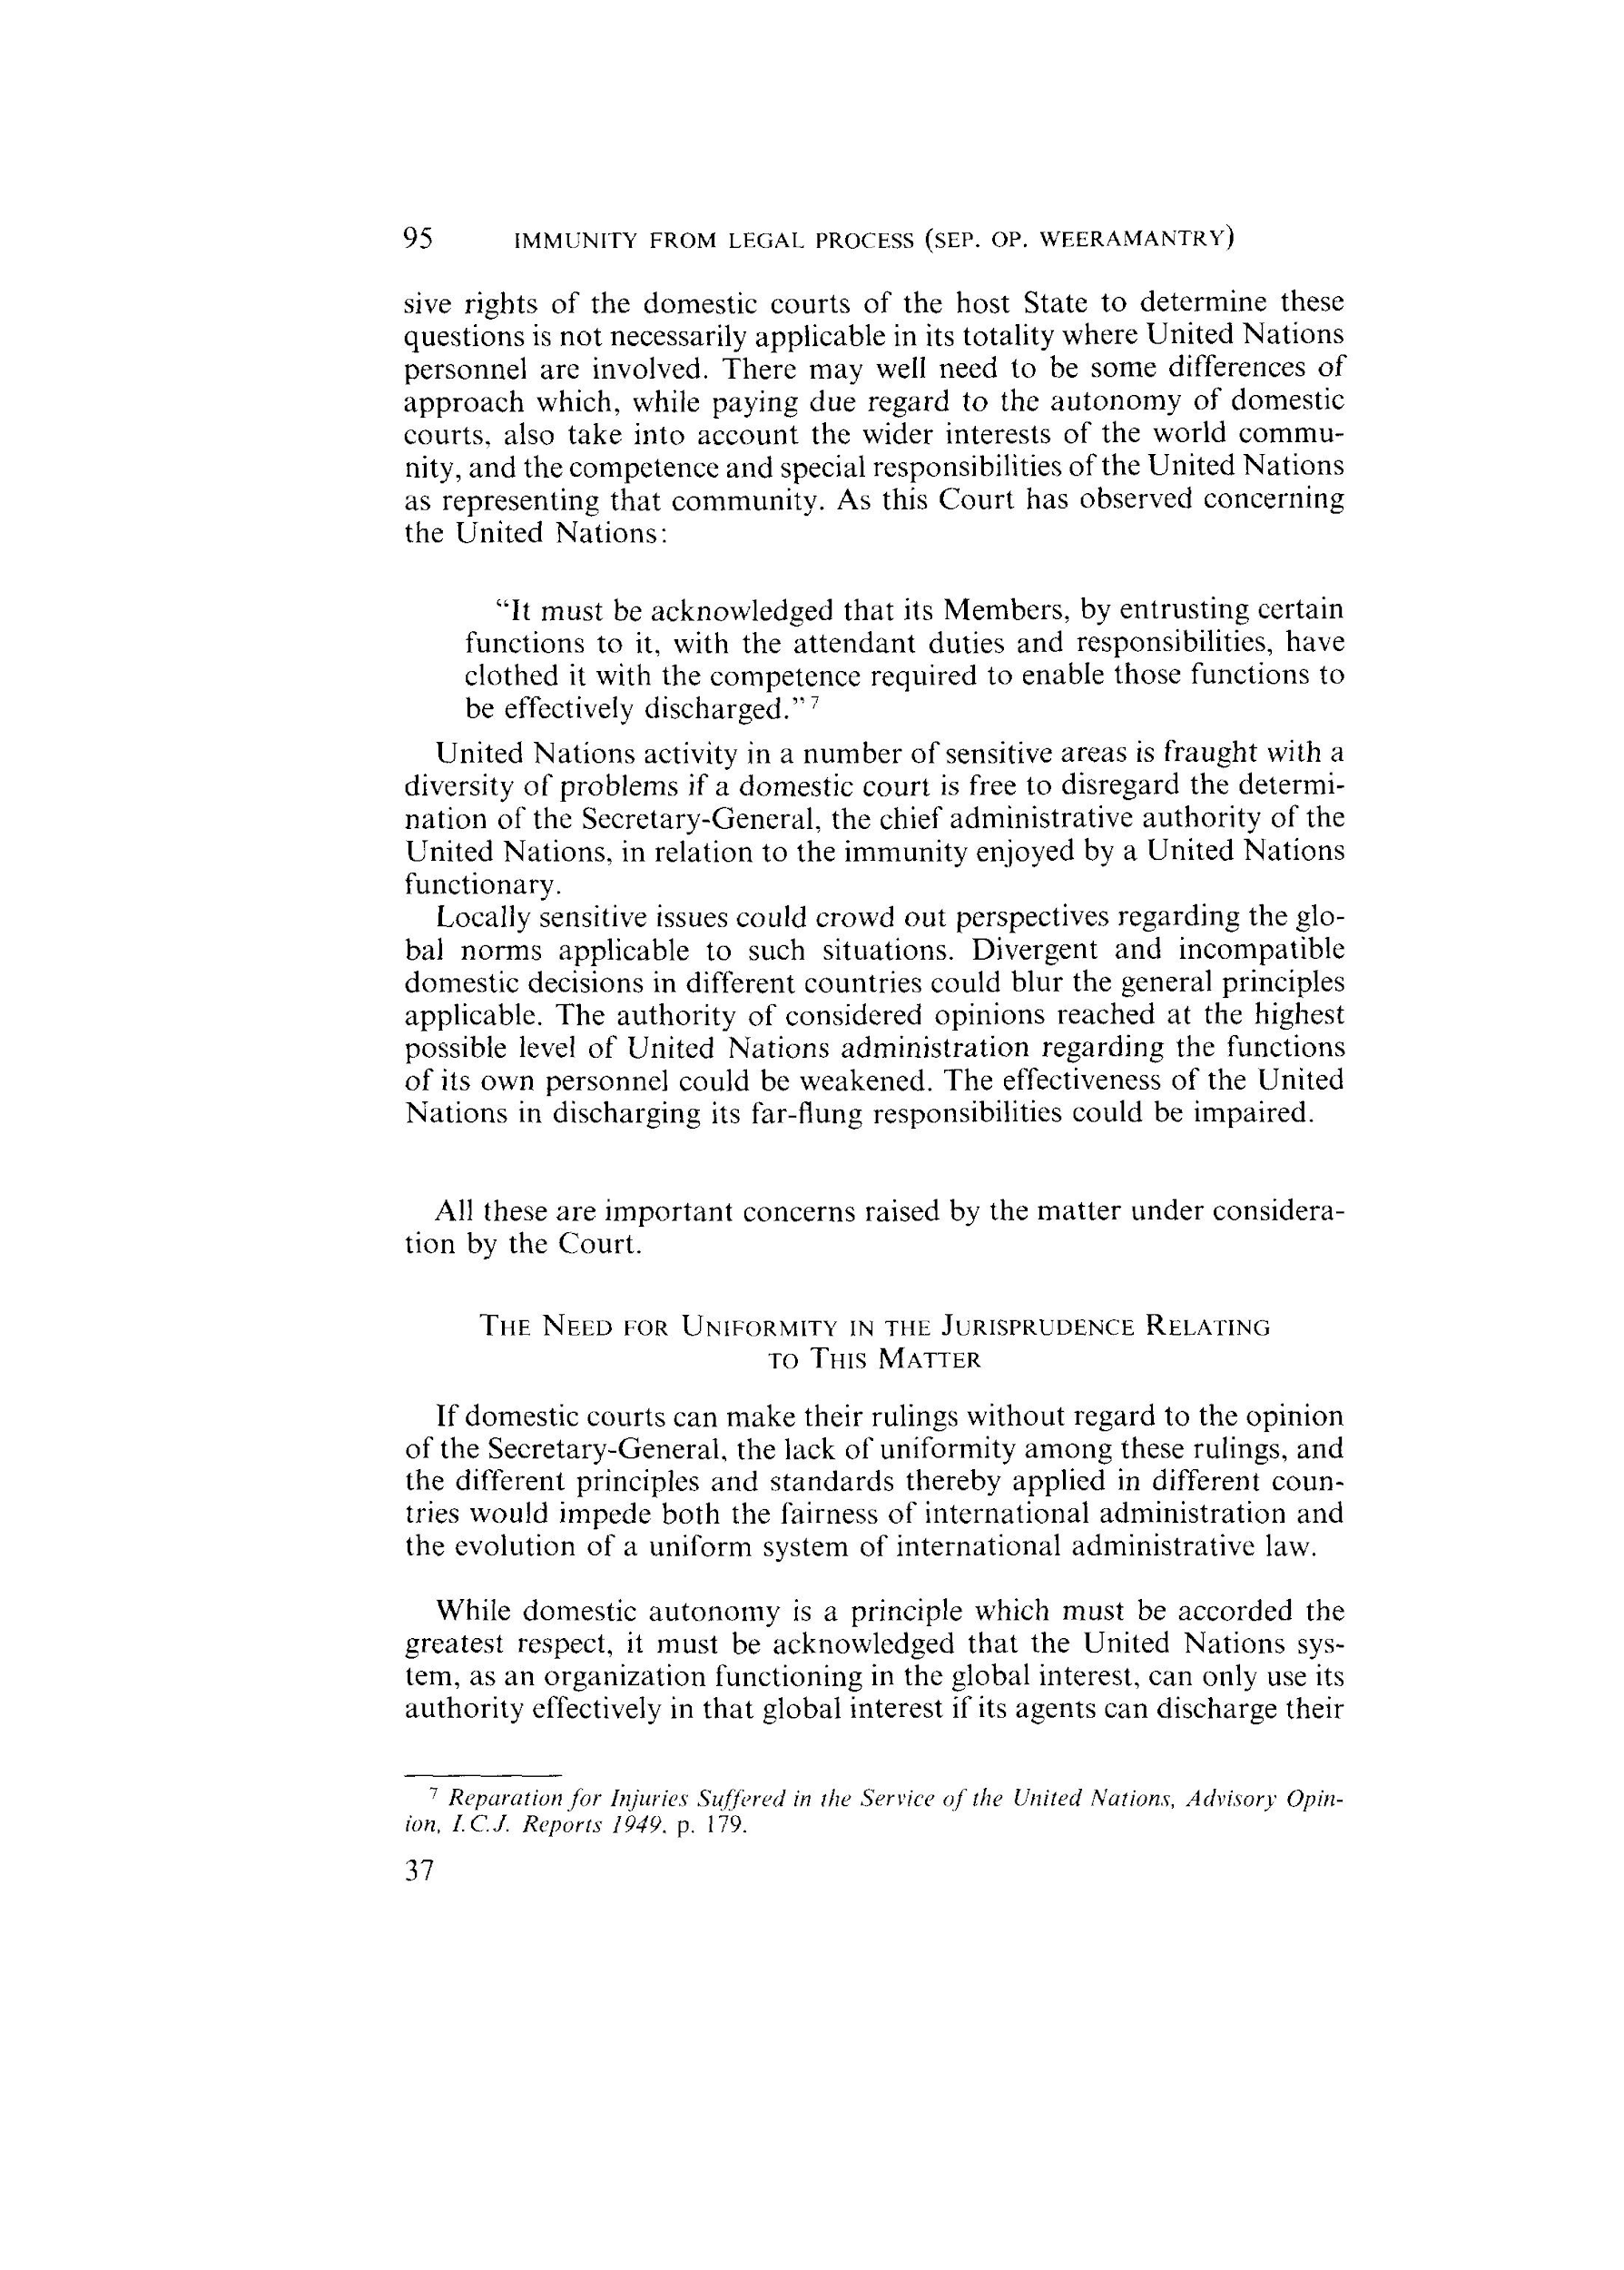 95 IMMUNITY FROM LEGAL PROCESS (SEP. OP. WEERAMANTRY)
sive rights of the domestic courts of the host State to determine these
questions is not necessarily applicable in its totality where United Nations
personnel are involved. There may well need to be some differences of
approach which, while paying due regard to the autonomy of domestic
courts, also take into account the wider interests of the world commu-
nity, and the competence and special responsibilities of the United Nations
as representing that community. As this Court has observed concerning
the United Nations:
“It must be acknowledged that its Members, by entrusting certain
functions to it, with the attendant duties and responsibilities, have
clothed it with the competence required to enable those functions to
be effectively discharged.” 7
United Nations activity in a number of sensitive areas is fraught with a
diversity of problems if a domestic court is free to disregard the determi-
nation of the Secretary-General, the chief administrative authority of the
United Nations, in relation to the immunity enjoyed by a United Nations
functionary.
Locally sensitive issues could crowd out perspectives regarding the glo-
bal norms applicable to such situations. Divergent and incompatible
domestic decisions in different countries could blur the general principles
applicable. The authority of considered opinions reached at the highest
possible level of United Nations administration regarding the functions
of its own personnel could be weakened. The effectiveness of the United
Nations in discharging its far-flung responsibilities could be impaired.
All these are important concerns raised by the matter under considera-
tion by the Court.
THE NEED FOR UNIFORMITY IN THE JURISPRUDENCE RELATING
TO THIS MATTER
If domestic courts can make their rulings without regard to the opinion
of the Secretary-General, the lack of uniformity among these rulings, and
the different principles and standards thereby applied in different coun-
tries would impede both the fairness of international administration and
the evolution of a uniform system of international administrative law.
While domestic autonomy is a principle which must be accorded the
greatest respect, it must be acknowledged that the United Nations sys-
tem, as an organization functioning in the global interest, can only use its
authority effectively in that global interest if its agents can discharge their
7 Reparation for Injuries Suffered in the Service of the United Nations, Advisory Opin-
ion, I.C.J. Reports 1949, p. 179.
37